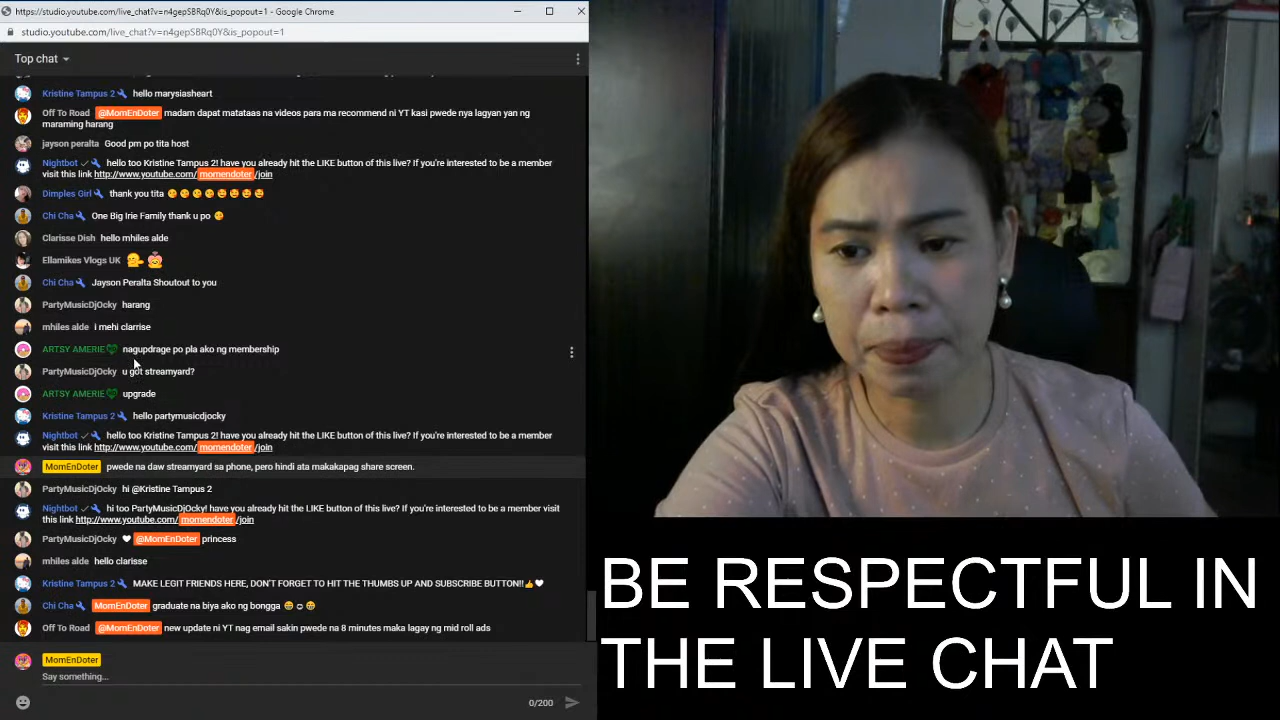 https://studio.youtube.com/live_chat?v=n4gepSBRq0Y&is_popout=1 - Google Chrome
studio.youtube.com/live_chat?v=n4gepSBRq0Y&is_popout=1
Top chat
Kristine Tampus 2 hello marysiasheart
Off To Road @MomEnDoter madam dapat matataas na videos para ma recommend ni YT kasi pwede nya lagyan yan ng
maraming harang
jayson peralta Good pm po tita host
Nightbot hello too Kristine Tampus 2! have you already hit the LIKE button of this live? If you're interested to be a member
visit this link http://www.youtube.com/momendoter/join
Dimples Girl thank you tita
Chi Cha One Big Irie Family thank u po
Clarisse Dish hello mhiles alde
Ellamikes Vlogs UK
Chi Cha Jayson Peralta Shoutout to you
PartyMusicDjOcky harang
mhiles alde i mehi clarrise
ARTSY AMERIE nagupdrage po pla ako ng membership
PartyMusicDjOcky u got streamyard?
ARTSY AMERIE upgrade
Kristine Tampus 2 hello partymusicdjocky
Nightbot hello too Kristine Tampus 2! have you already hit the LIKE button of this live? If you're interested to be a member
visit this link http://www.youtube.com/momendoter/join
MomEnDoter pwede na daw streamyard sa phone, pero hindi ata makakapag share screen.
PartyMusicDjOcky hi @Kristine Tampus 2
Nightbot hi too PartyMusicDjOcky! have you already hit the LIKE button of this live? If you're interested to be a member visit
this link http://www.youtube.com/momendoter/join
PartyMusicDjOcky @MomEnDoter princess
mhiles alde hello clarisse
Kristine Tampus 2 MAKE LEGIT FRIENDS HERE, DON'T FORGET TO HIT THE THUMBS UP AND SUBSCRIBE BUTTON!!
Chi Cha MomEnDoter graduate na biya ako ng bongga
Off To Road @MomEnDoter new update ni YT nag email sakin pwede na 8 minutes maka lagay ng mid roll ads
MomEnDoter
Say something...
0/200
BE RESPECTFUL IN
THE LIVE CHAT